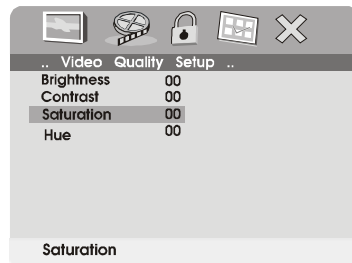 .. Video Quality Setup ..
Brightness 00
Contrast 00
Saturation 00
Hue 00
Saturation